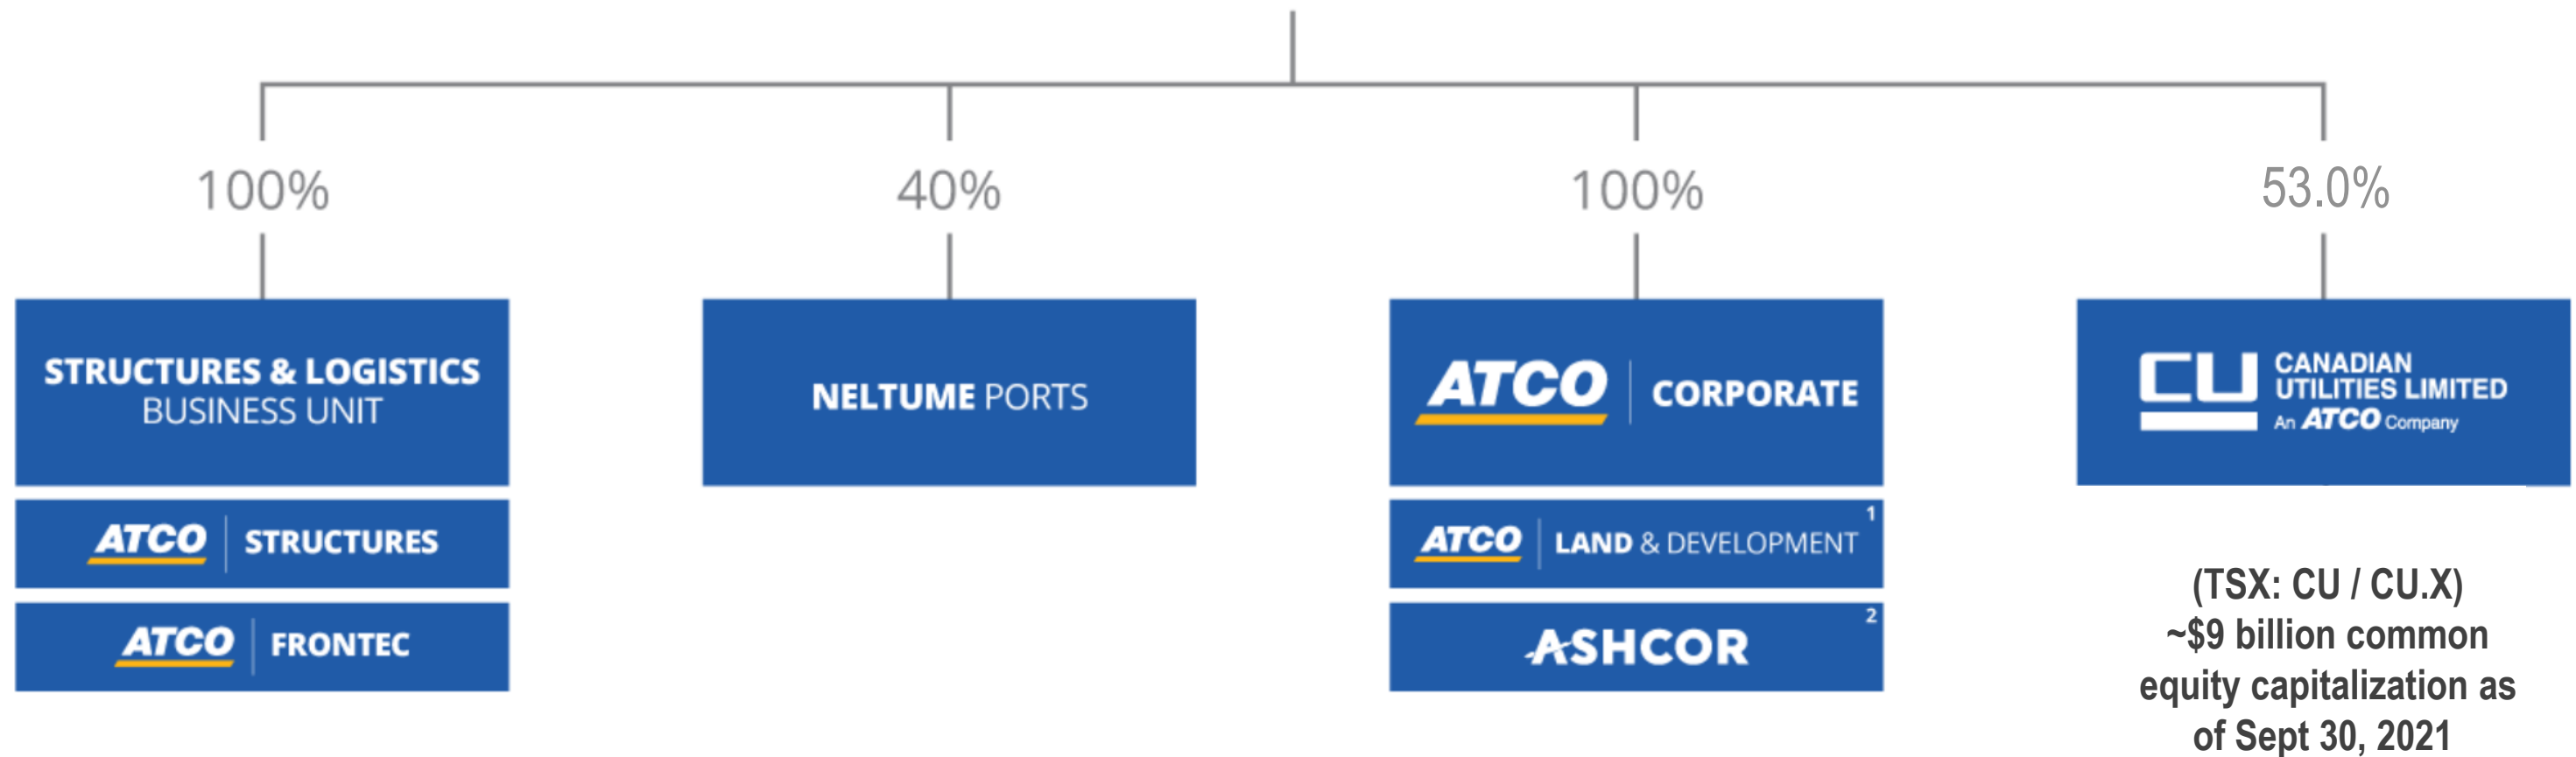 100%
40%
100%
53.0%
STRUCTURES & LOGISTICS
BUSINESS UNIT
ATCO STRUCTURES
ATCO FRONTEC
NELTUME PORTS
ATCO CORPORATE
ATCO LAND & DEVELOPMENT 1
ASHCOR 2
CU CANADIAN
UTILITIES LIMITED
An ATCO Company
(TSX: CU / CU.X)
~$9 billion common
equity capitalization as
of Sept 30, 2021